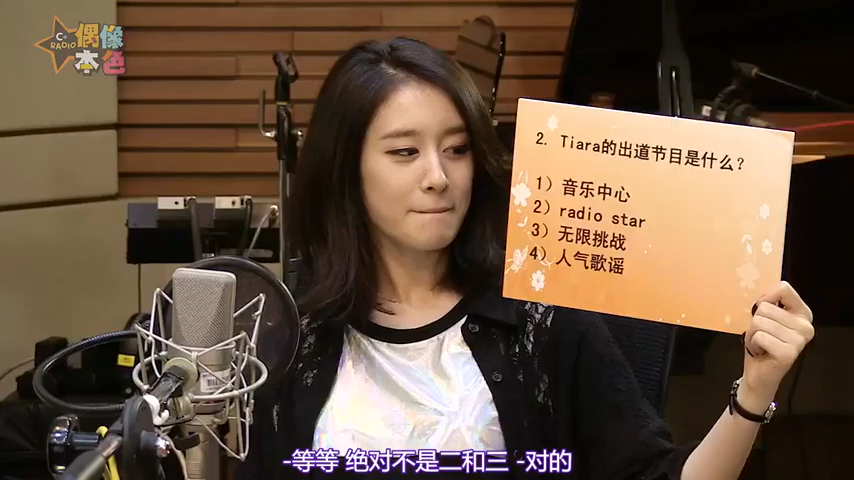 C RADIO
偶像
本色
2. Tiara的出道节目是什么?
1) 音乐中心
2) radio star
3) 无限挑战
4) 人气歌谣
-等等 绝对不是二和三 -对的